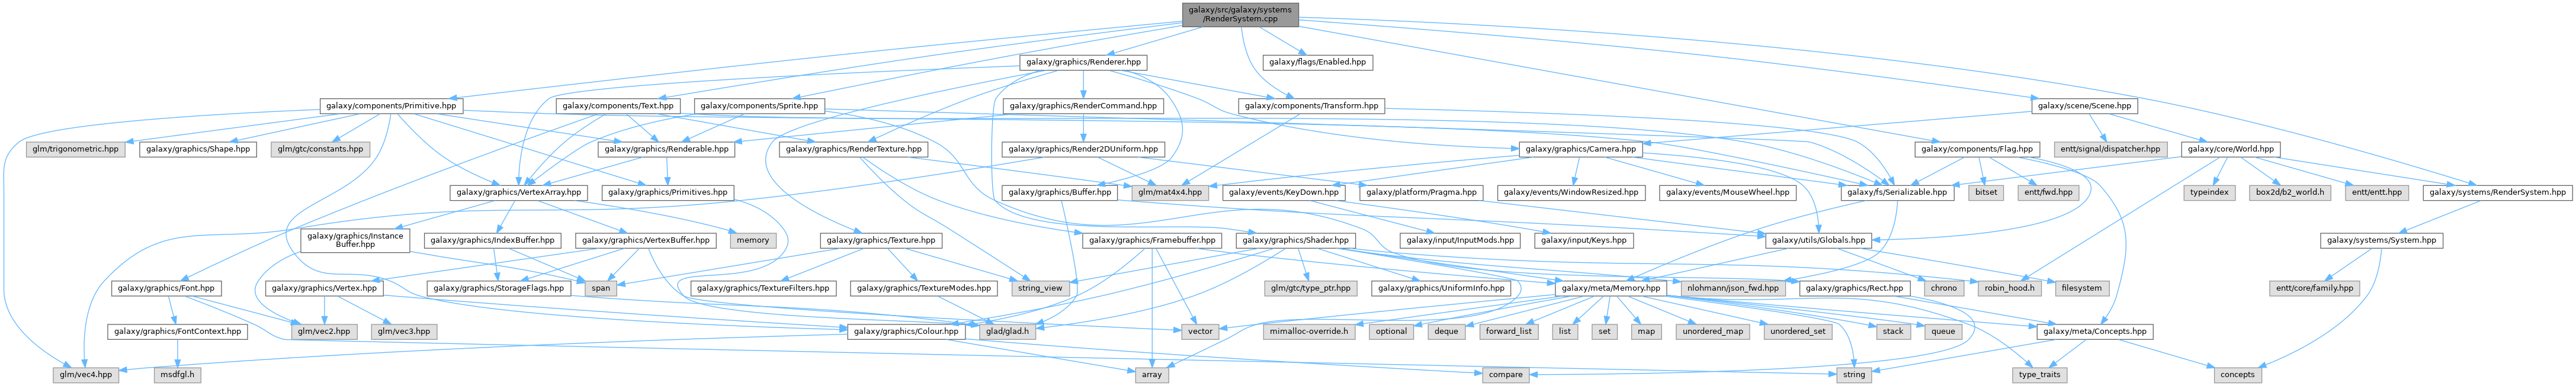 galaxy/src/galaxy/systems
/RenderSystem.cpp
galaxy/graphics/Renderer.hpp
galaxy/flags/Enabled.hpp
galaxy/components/Primitive.hpp
galaxy/components/Text.hpp
galaxy/components/Sprite.hpp
galaxy/graphics/RenderCommand.hpp
galaxy/components/Transform.hpp
galaxy/scene/Scene.hpp
glm/trigonometric.hpp
galaxy/graphics/Shape.hpp
glm/gtc/constants.hpp
galaxy/graphics/Renderable.hpp
galaxy/graphics/RenderTexture.hpp
galaxy/graphics/Render2DUniform.hpp
galaxy/graphics/Camera.hpp
galaxy/components/Flag.hpp
entt/signal/dispatcher.hpp
galaxy/core/World.hpp
galaxy/graphics/VertexArray.hpp
galaxy/graphics/Primitives.hpp
galaxy/graphics/Buffer.hpp
glm/mat4x4.hpp
galaxy/events/KeyDown.hpp
galaxy/platform/Pragma.hpp
galaxy/events/WindowResized.hpp
galaxy/events/MouseWheel.hpp
galaxy/fs/Serializable.hpp
bitset
entt/fwd.hpp
typeindex
box2d/b2_world.h
entt/entt.hpp
galaxy/systems/RenderSystem.hpp
galaxy/graphics/Instance
Buffer.hpp
galaxy/graphics/IndexBuffer.hpp
galaxy/graphics/VertexBuffer.hpp
memory
galaxy/graphics/Texture.hpp
galaxy/graphics/Framebuffer.hpp
galaxy/graphics/Shader.hpp
galaxy/input/InputMods.hpp
galaxy/input/Keys.hpp
galaxy/utils/Globals.hpp
galaxy/systems/System.hpp
galaxy/graphics/Font.hpp
galaxy/graphics/Vertex.hpp
galaxy/graphics/StorageFlags.hpp
span
galaxy/graphics/TextureFilters.hpp
galaxy/graphics/TextureModes.hpp
string_view
glm/gtc/type_ptr.hpp
galaxy/graphics/UniformInfo.hpp
galaxy/meta/Memory.hpp
nlohmann/json_fwd.hpp
galaxy/graphics/Rect.hpp
chrono
robin_hood.h
filesystem
entt/core/family.hpp
galaxy/graphics/FontContext.hpp
glm/vec2.hpp
glm/vec3.hpp
galaxy/graphics/Colour.hpp
glad/glad.h
vector
mimalloc-override.h
optional
deque
forward_list
list
set
map
unordered_map
unordered_set
stack
queue
galaxy/meta/Concepts.hpp
glm/vec4.hpp
msdfgl.h
array
compare
string
type_traits
concepts